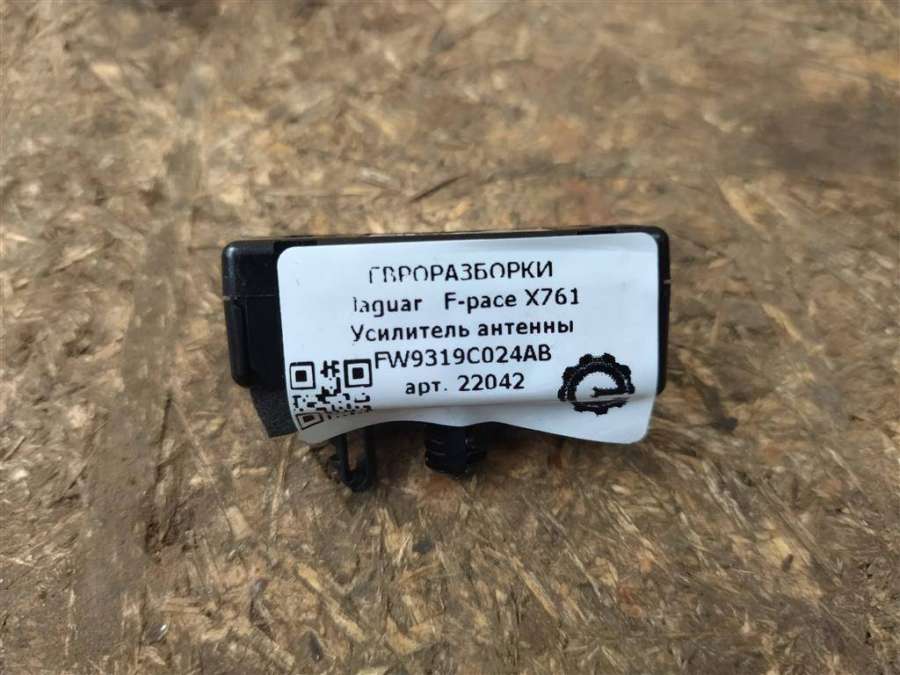 ЕВРОРАЗБОРКИ
Jaguar F-pace X761
Усилитель антенны
FW9319C024AB
арт. 22042